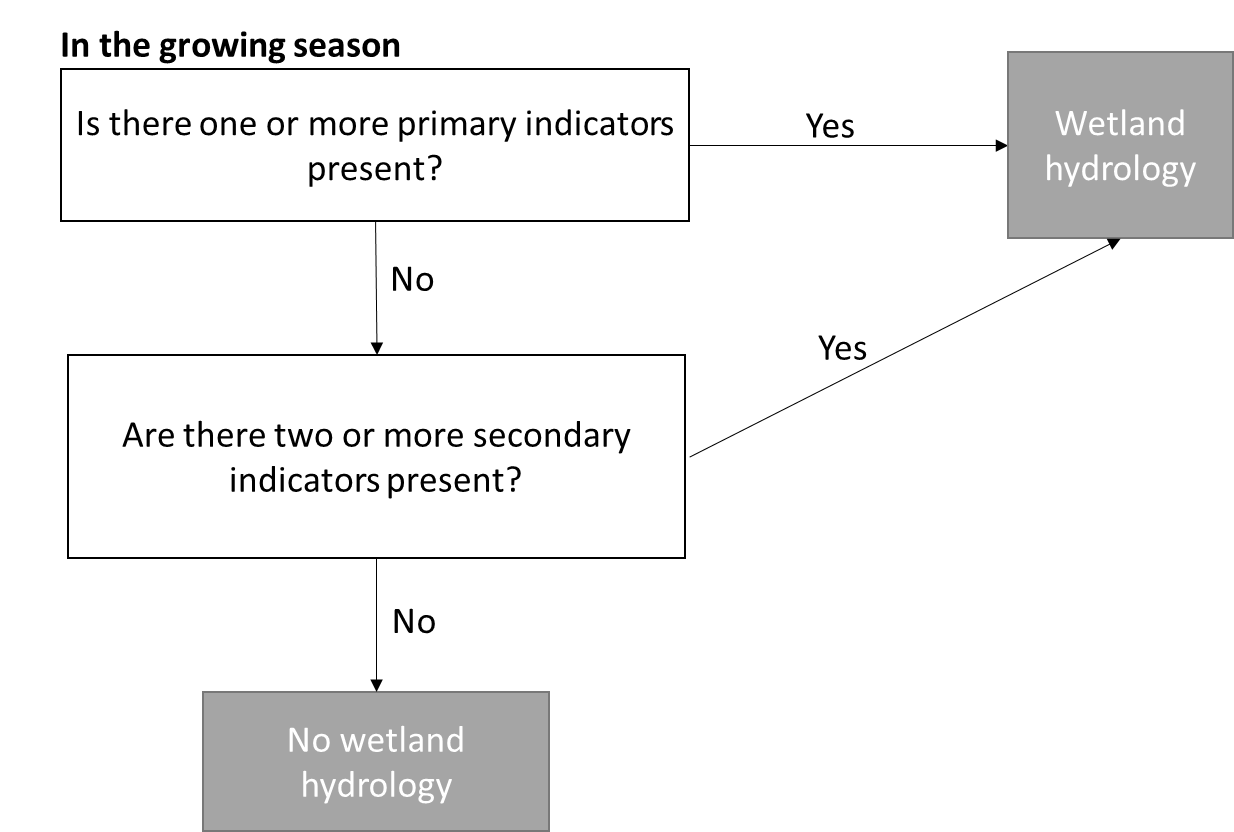 In the growing season
Is there one or more primary indicators
present?
Yes
Wetland
hydrology
No
Yes
Are there two or more secondary
indicators present?
No
No wetland
hydrology